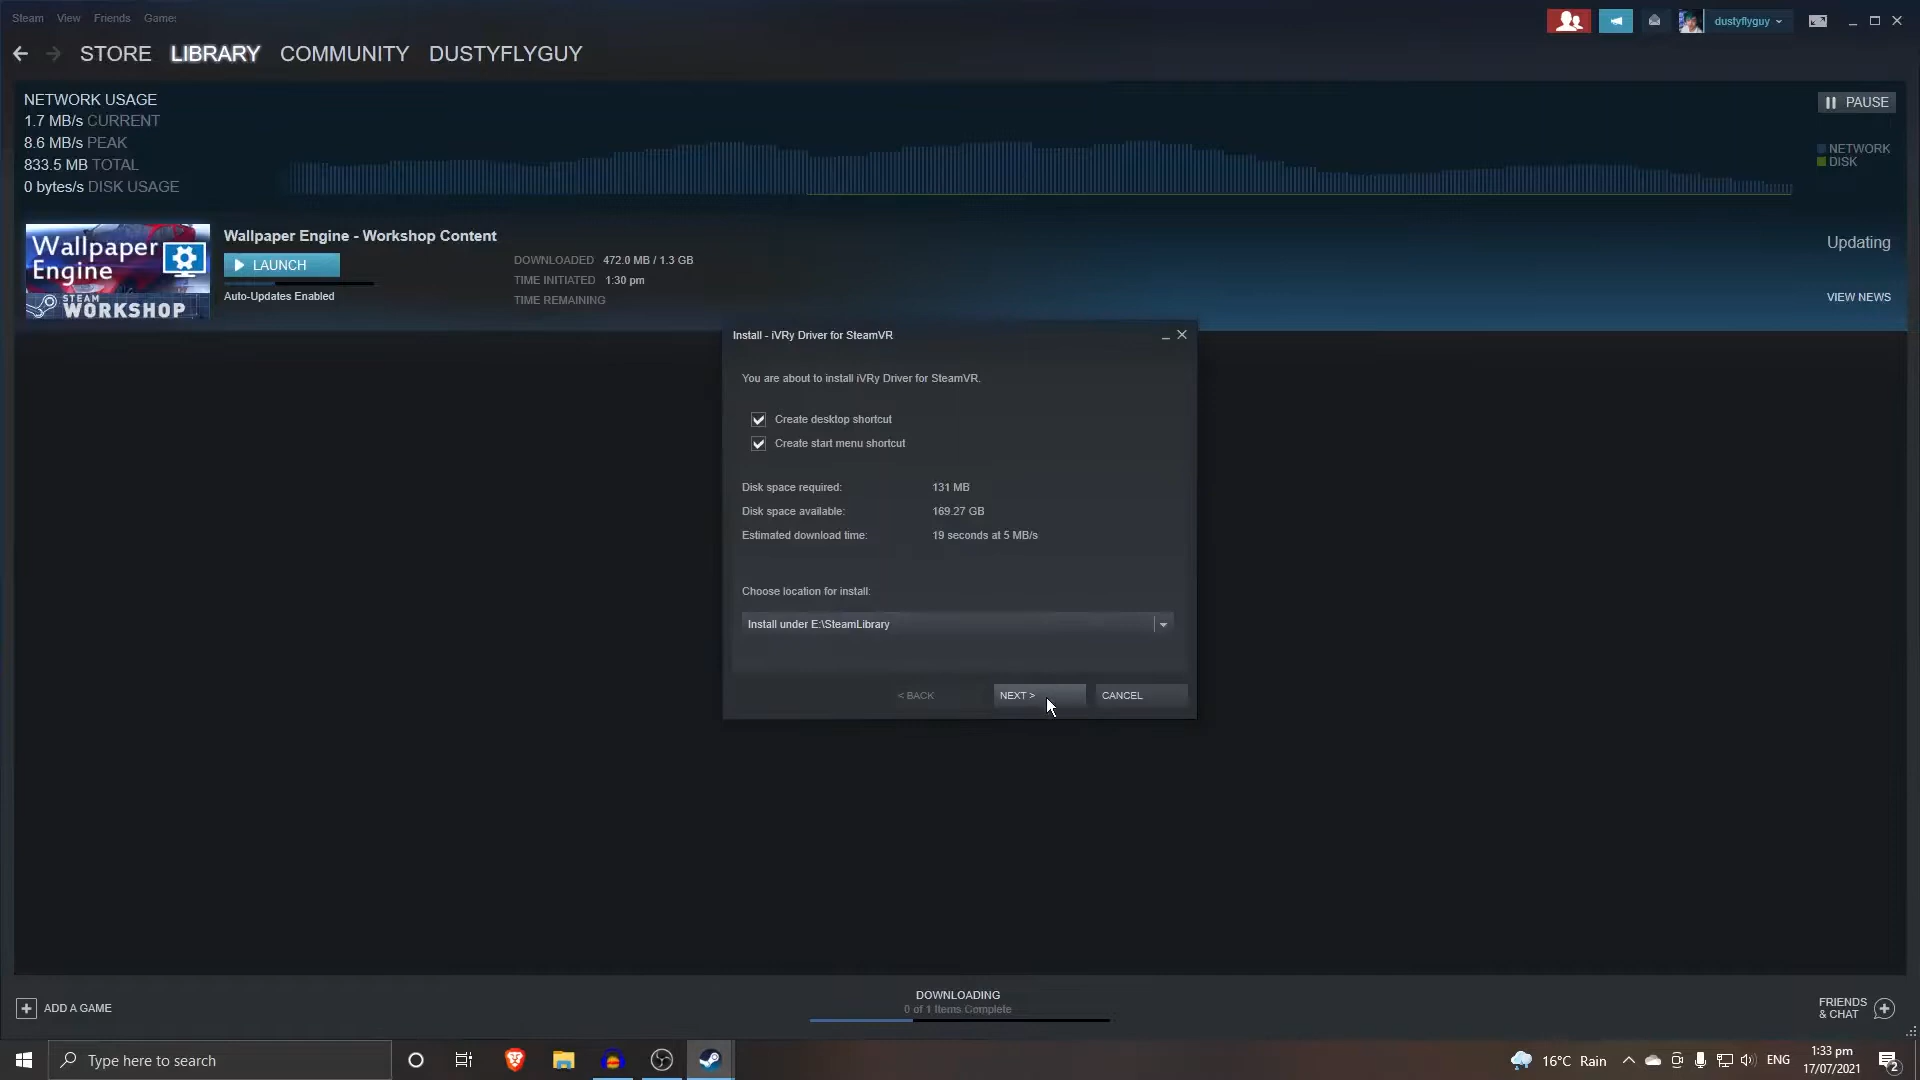 Steam View Friends Games
dustyflyguy
STORE LIBRARY COMMUNITY DUSTYFLYGUY
NETWORK USAGE
1.7 MB/s CURRENT
8.6 MB/s PEAK
833.5 MB TOTAL
0 bytes/s DISK USAGE
PAUSE
NETWORK
DISK
Wallpaper
Engine
STEAM
WORKSHOP
Wallpaper Engine - Workshop Content
LAUNCH
Auto-Updates Enabled
DOWNLOADED 472.0 MB / 1.3 GB
TIME INITIATED 1:30 pm
TIME REMAINING
Updating
VIEW NEWS
Install - iVRy Driver for SteamVR
You are about to install iVRy Driver for SteamVR.
Create desktop shortcut
Create start menu shortcut
Disk space required: 131 MB
Disk space available: 169.27 GB
Estimated download time: 19 seconds at 5 MB/s
Choose location for install:
Install under E:\SteamLibrary
< BACK NEXT > CANCEL
ADD A GAME
DOWNLOADING
0 of 1 Items Complete
FRIENDS
& CHAT
Type here to search
16°C Rain
ENG
1:33 pm
17/07/2021
2